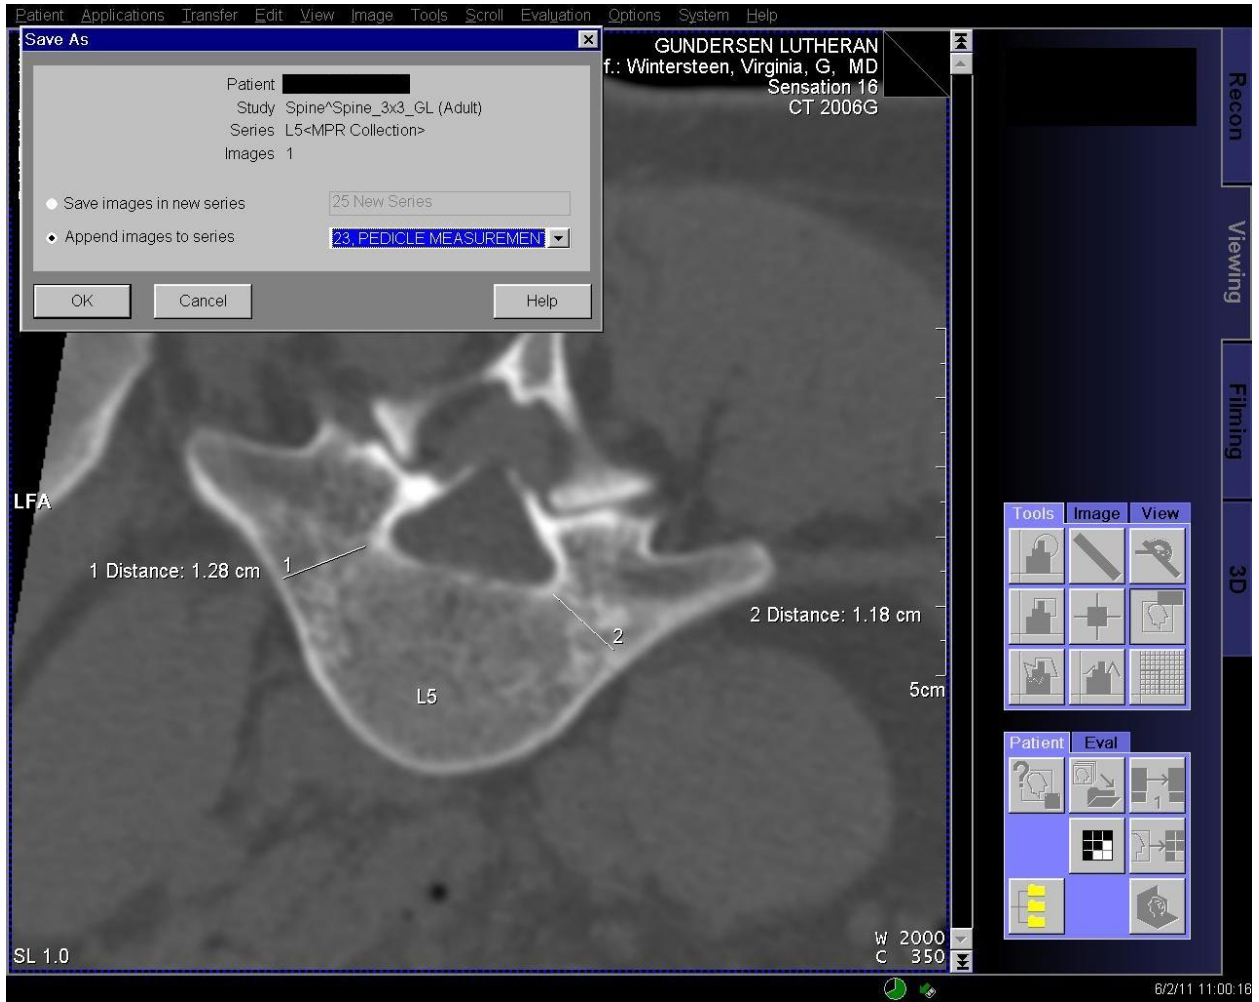 Patient Applications Transfer Edit View Image Tools Scroll Evaluation Options System Help
Save As
Patient
Study Spine^Spine_3x3_GL (Adult)
Series L5<MPR Collection>
Images 1
Save images in new series 25 New Series
Append images to series 23, PEDICLE MEASUREMENT
OK Cancel Help
GUNDERSEN LUTHERAN
f.: Wintersteen, Virginia, G, MD
Sensation 16
CT 2006G
LFA
1
1 Distance: 1.28 cm
2
2 Distance: 1.18 cm
L5
5cm
SL 1.0
W 2000
C 350
Recon
Viewing
Filming
3D
Tools Image View
Patient Eval
?
1
6/2/11 11:00:16